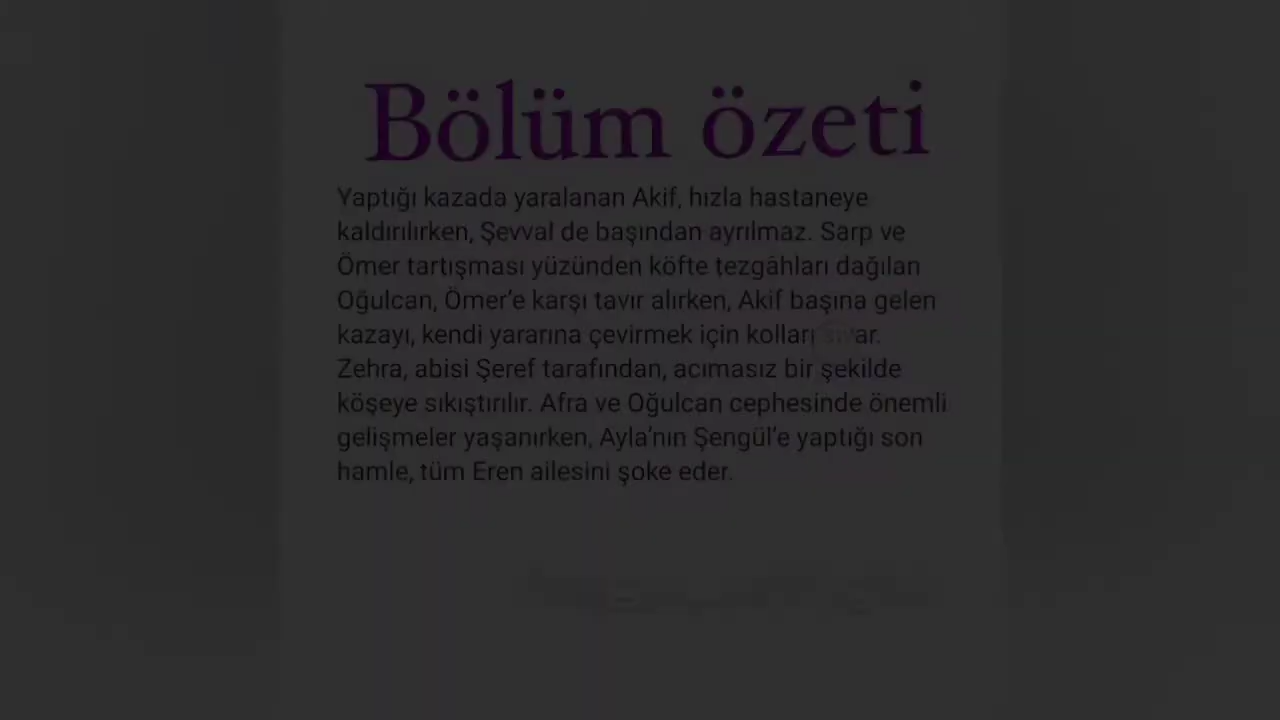 Bölüm özeti
Yaptığı kazada yaralanan Akif, hızla hastaneye
kaldırılırken, Şevval de başından ayrılmaz. Sarp ve
Ömer tartışması yüzünden köfte tezgâhları dağılan
Oğulcan, Ömer’e karşı tavır alırken, Akif başına gelen
kazayı, kendi yararına çevirmek için kolları sıvar.
Zehra, abisi Şeref tarafından, acımasız bir şekilde
köşeye sıkıştırılır. Afra ve Oğulcan cephesinde önemli
gelişmeler yaşanırken, Ayla’nın Şengül’e yaptığı son
hamle, tüm Eren ailesini şoke eder.